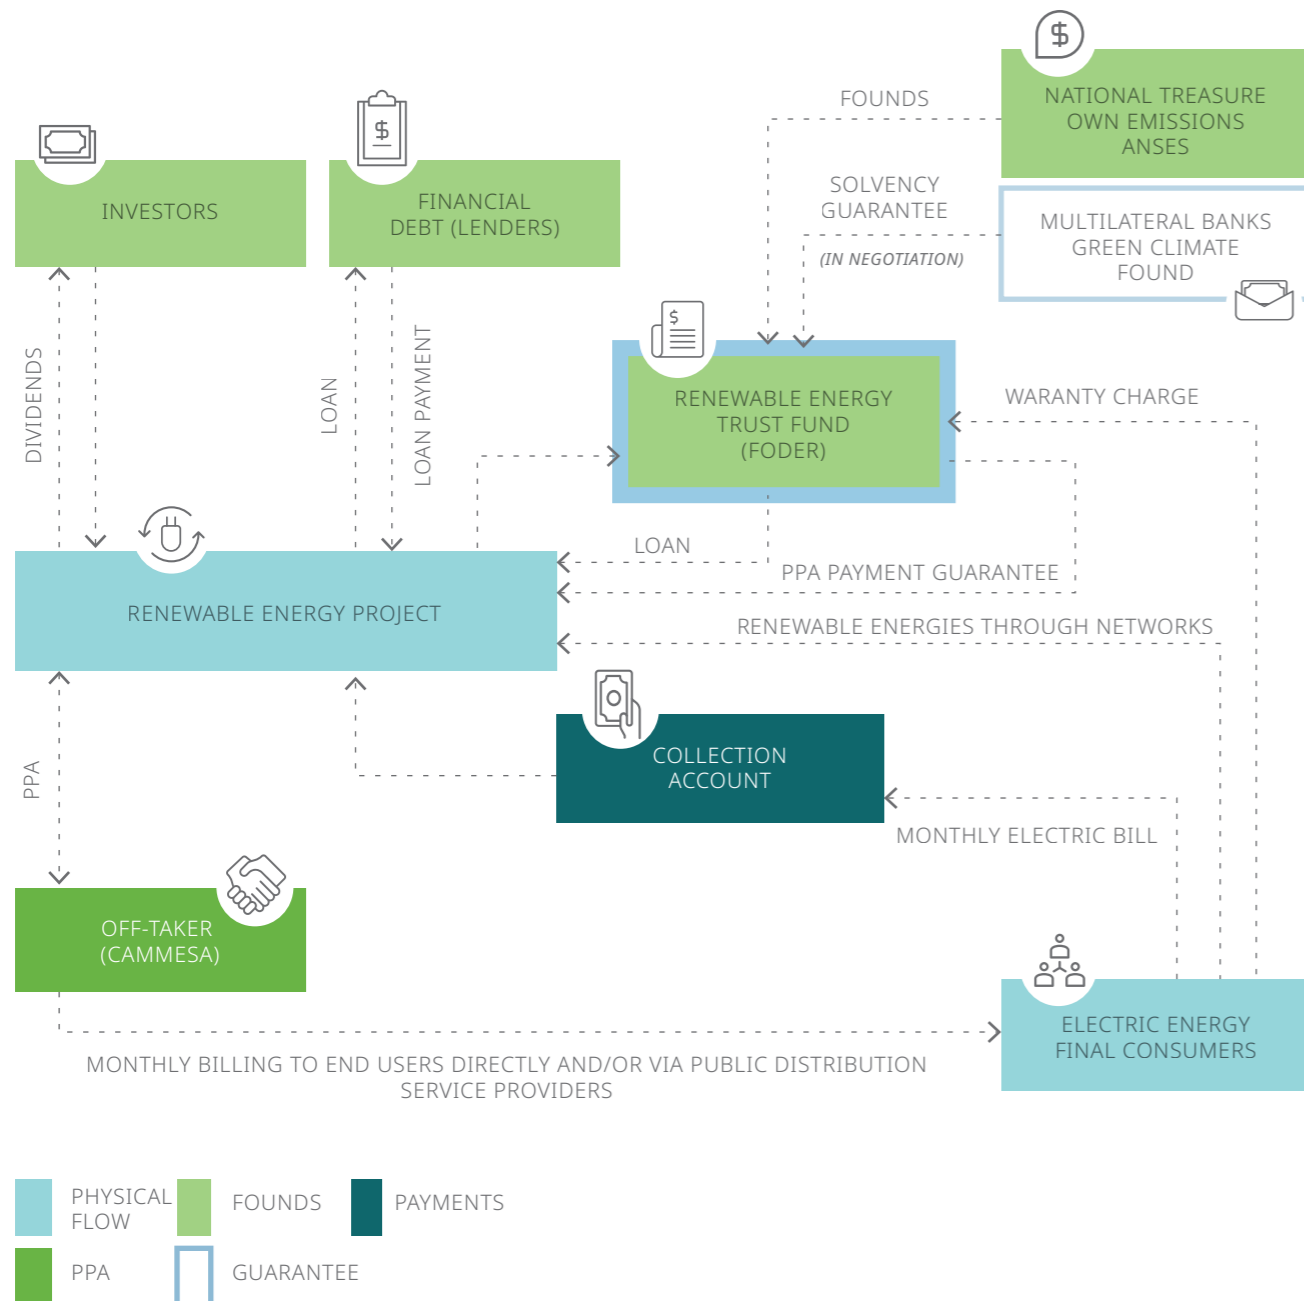 FOUNDS
NATIONAL TREASURE
OWN EMISSIONS
ANSES
INVESTORS
FINANCIAL
DEBT (LENDERS)
SOLVENCY
GUARANTEE
(IN NEGOTIATION)
MULTILATERAL BANKS
GREEN CLIMATE
FOUND
DIVIDENDS
LOAN
LOAN PAYMENT
RENEWABLE ENERGY
TRUST FUND
(FODER)
WARANTY CHARGE
LOAN
PPA PAYMENT GUARANTEE
RENEWABLE ENERGY PROJECT
RENEWABLE ENERGIES THROUGH NETWORKS
COLLECTION
ACCOUNT
PPA
MONTHLY ELECTRIC BILL
OFF-TAKER
(CAMMESA)
ELECTRIC ENERGY
FINAL CONSUMERS
MONTHLY BILLING TO END USERS DIRECTLY AND/OR VIA PUBLIC DISTRIBUTION
SERVICE PROVIDERS
PHYSICAL
FLOW
FOUNDS
PAYMENTS
PPA
GUARANTEE